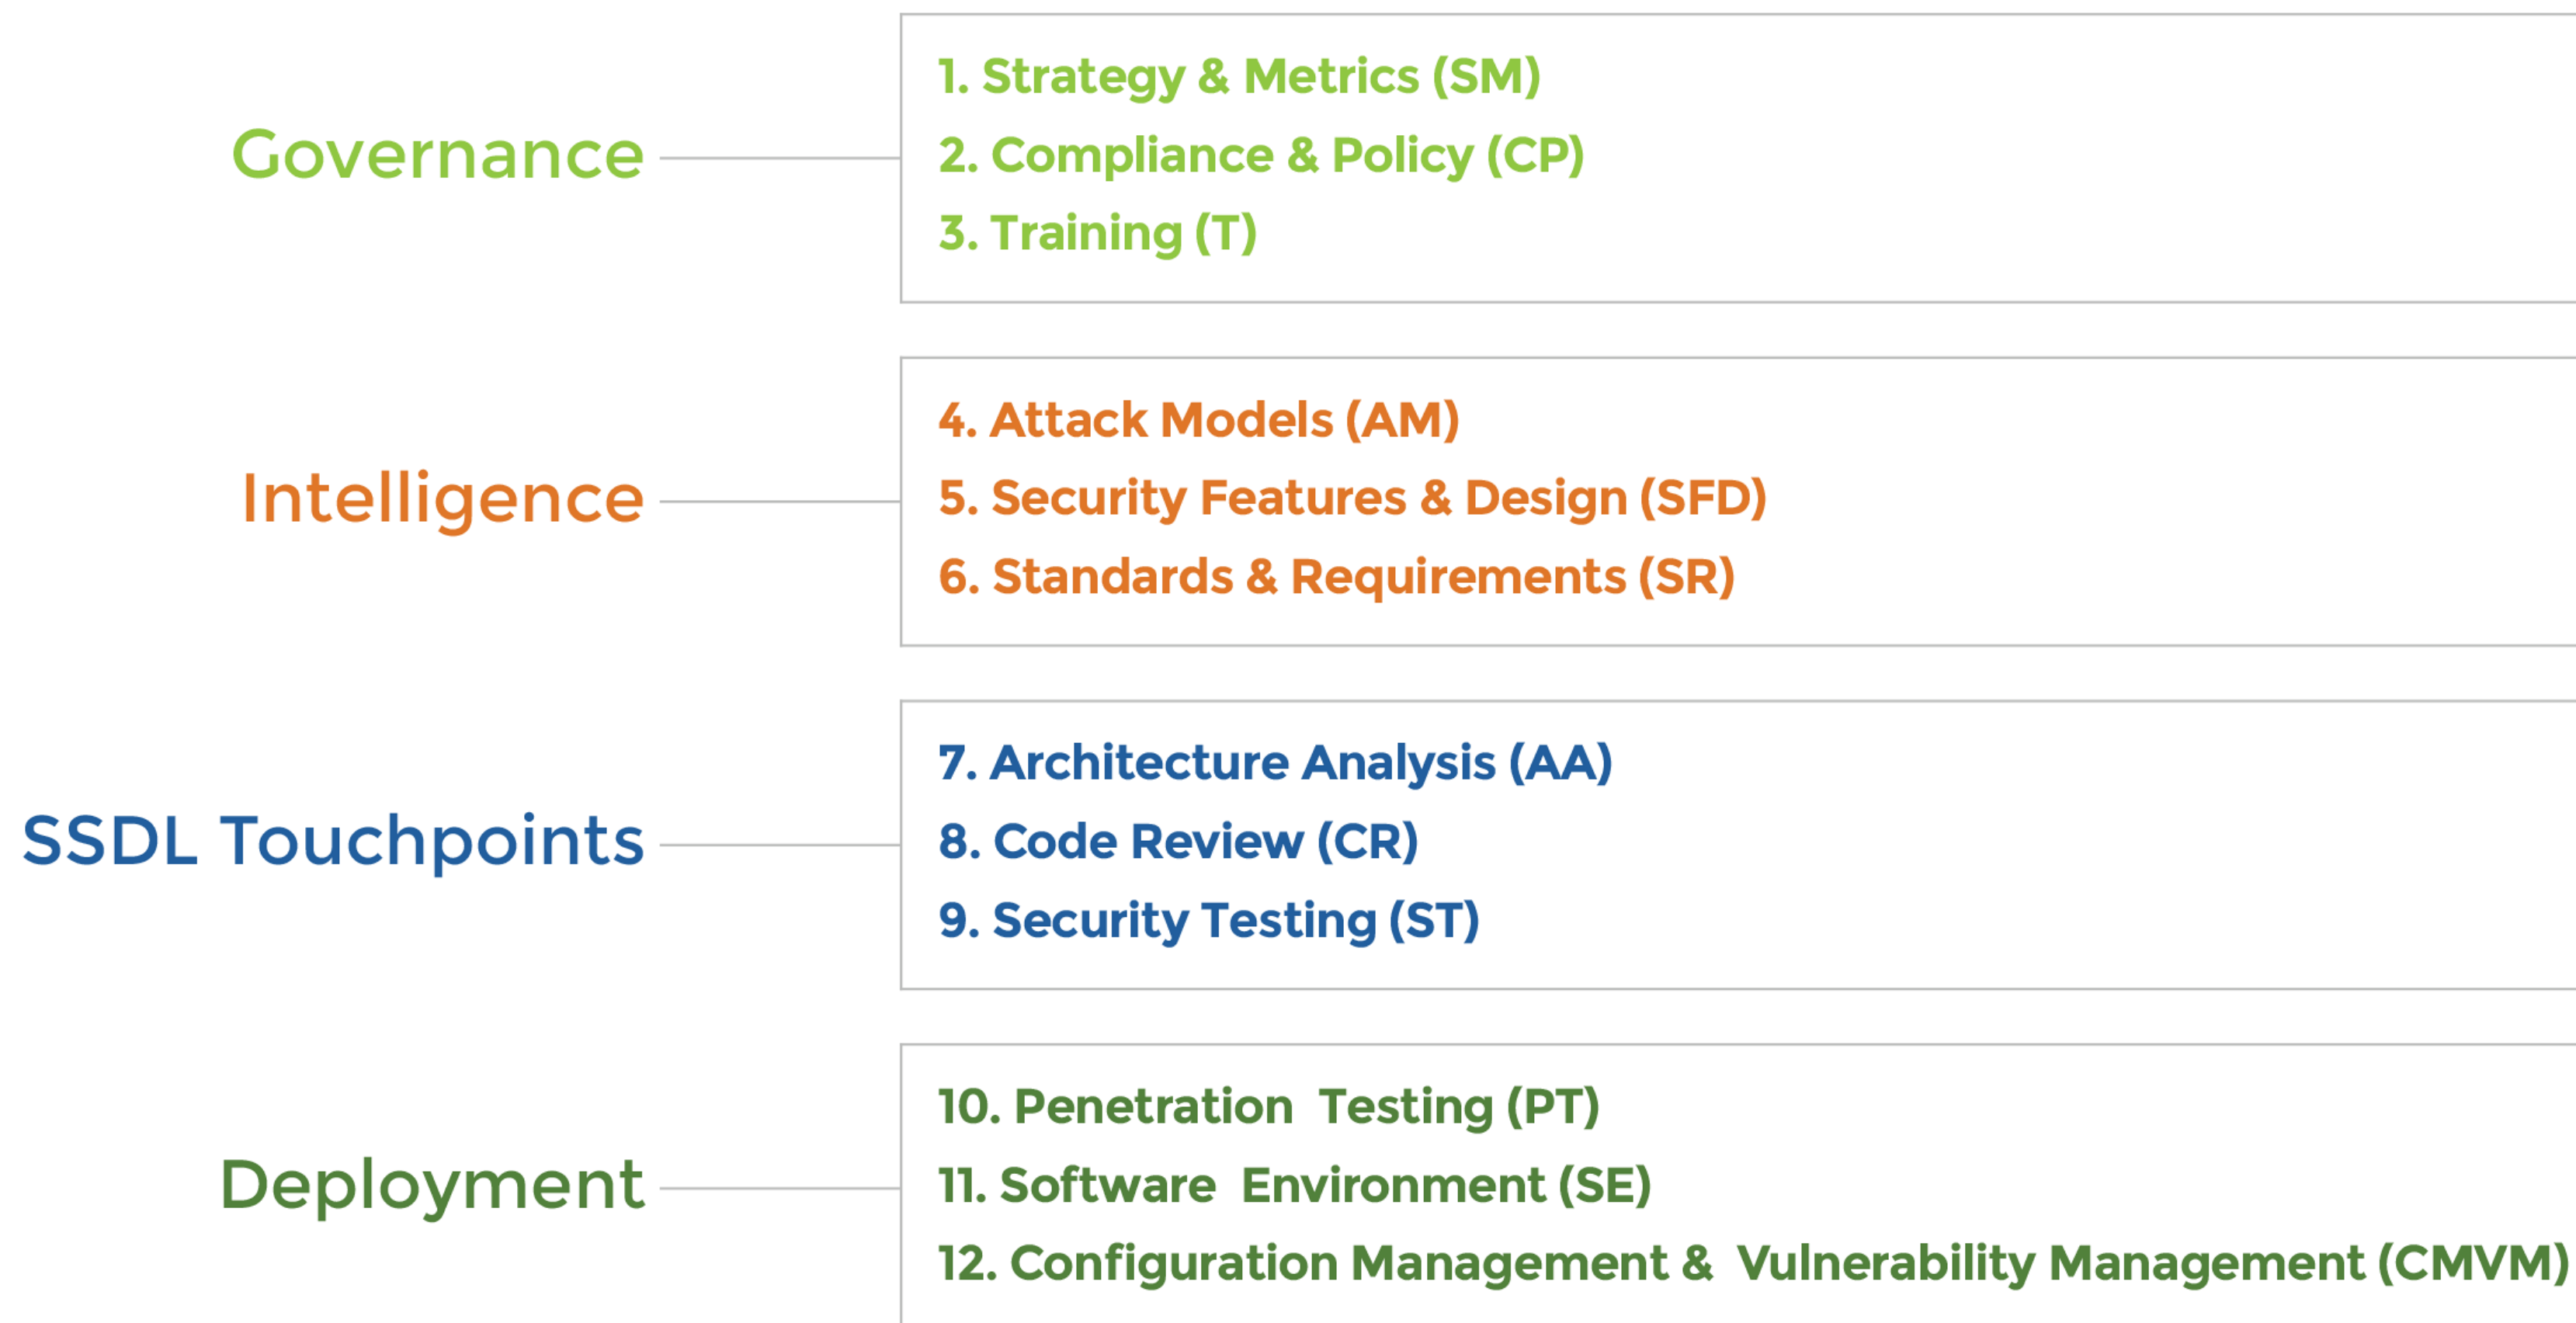 Governance
1. Strategy & Metrics (SM)
2. Compliance & Policy (CP)
3. Training (T)
Intelligence
4. Attack Models (AM)
5. Security Features & Design (SFD)
6. Standards & Requirements (SR)
SSDL Touchpoints
7. Architecture Analysis (AA)
8. Code Review (CR)
9. Security Testing (ST)
Deployment
10. Penetration Testing (PT)
11. Software Environment (SE)
12. Configuration Management & Vulnerability Management (CMVM)